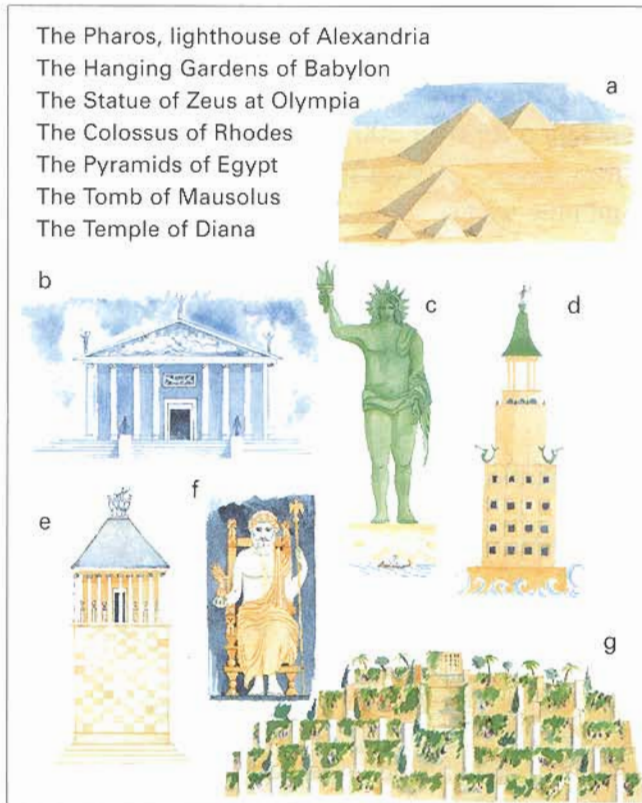 The Pharos, lighthouse of Alexandria
The Hanging Gardens of Babylon
The Statue of Zeus at Olympia
The Colossus of Rhodes
The Pyramids of Egypt
The Tomb of Mausolus
The Temple of Diana
a
b
c
d
e
f
g